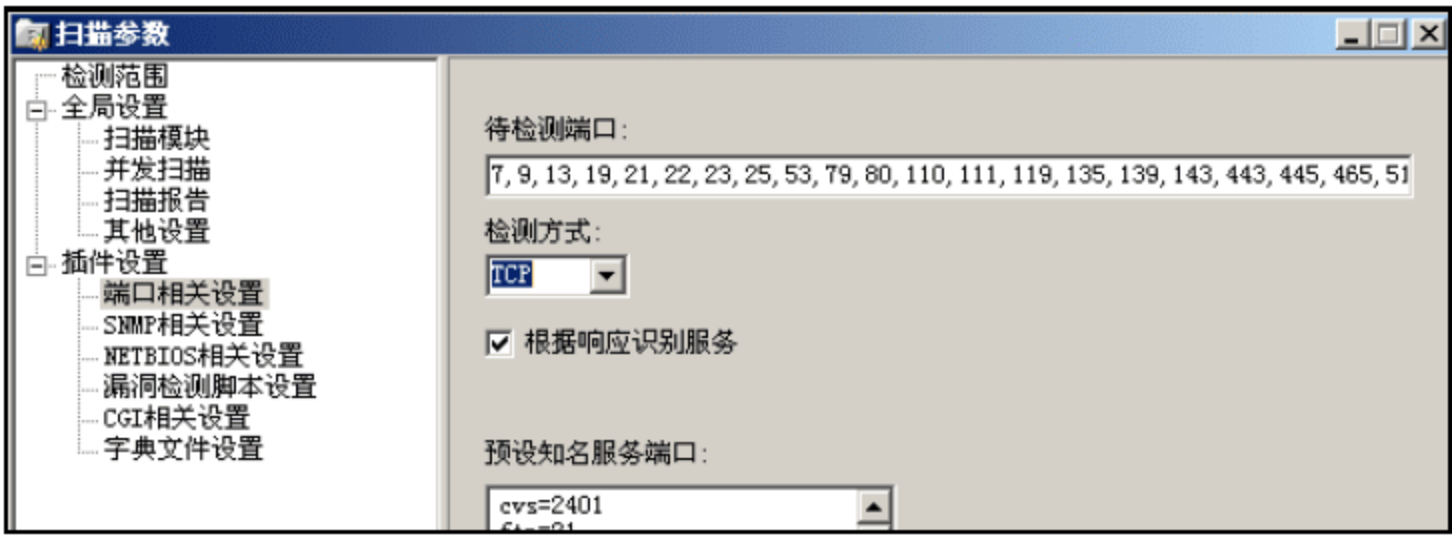 扫描参数
检测范围
全局设置
扫描模块
并发扫描
扫描报告
其他设置
插件设置
端口相关设置
SNMP相关设置
NETBIOS相关设置
漏洞检测脚本设置
CGI相关设置
字典文件设置
待检测端口:
7,9,13,19,21,22,23,25,53,79,80,110,111,119,135,139,143,443,445,465,51
检测方式:
TCP
根据响应识别服务
预设知名服务端口:
cvs=2401